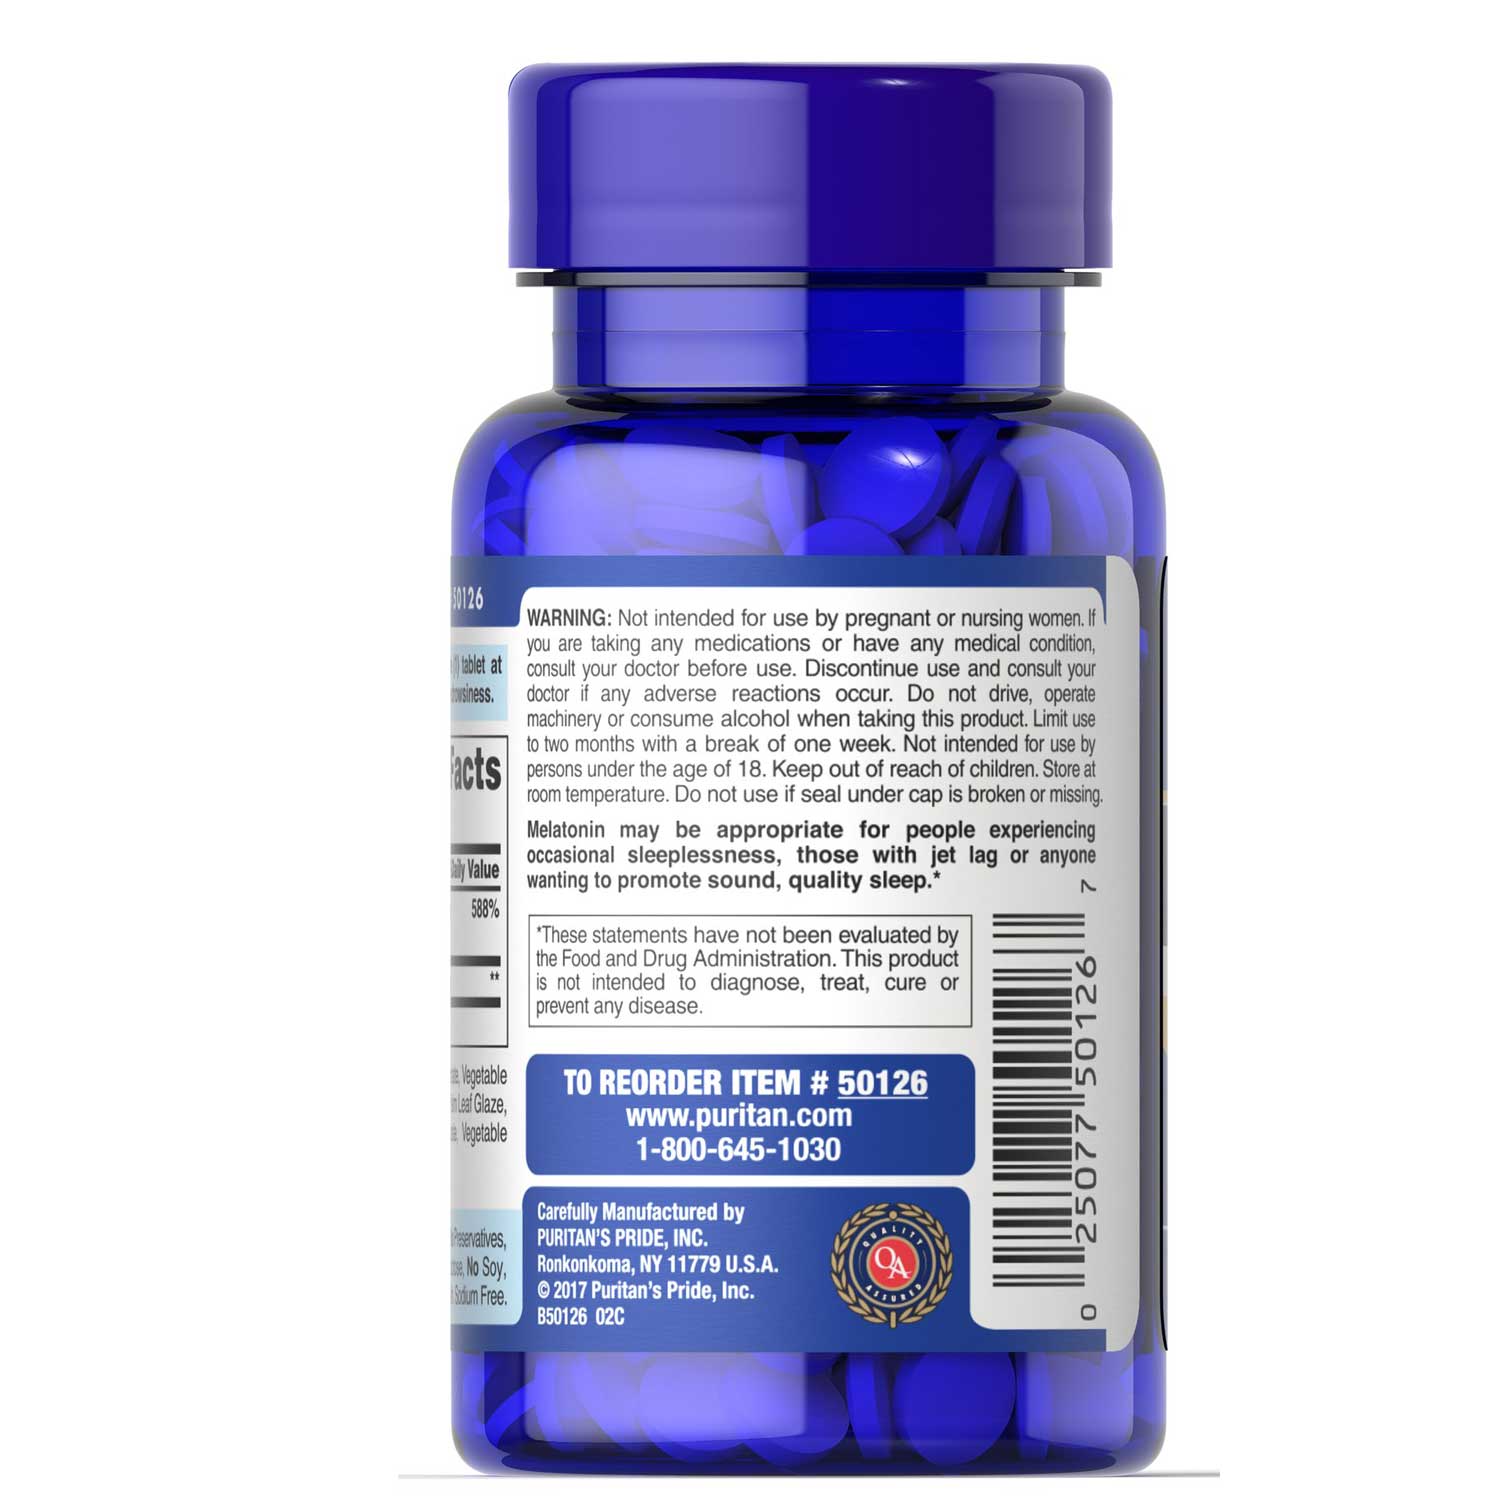 50126
tablet at
Facts
Daily Value
588%
**
Vegetable
Leaf Glaze,
Vegetable
Preservatives,
No Soy,
Sodium Free.
WARNING: Not intended for use by pregnant or nursing women. If
you are taking any medications or have any medical condition,
consult your doctor before use. Discontinue use and consult your
doctor if any adverse reactions occur. Do not drive, operate
machinery or consume alcohol when taking this product. Limit use
to two months with a break of one week. Not intended for use by
persons under the age of 18. Keep out of reach of children. Store at
room temperature. Do not use if seal under cap is broken or missing.
Melatonin may be appropriate for people experiencing
occasional sleeplessness, those with jet lag or anyone
wanting to promote sound, quality sleep.*
*These statements have not been evaluated by
the Food and Drug Administration. This product
is not intended to diagnose, treat, cure or
prevent any disease.
TO REORDER ITEM # 50126
www.puritan.com
1-800-645-1030
Carefully Manufactured by
PURITAN'S PRIDE, INC.
Ronkonkoma, NY 11779 U.S.A.
© 2017 Puritan's Pride, Inc.
B50126 02C
QUALITY
QA
ASSURED
0 25077 50126 7